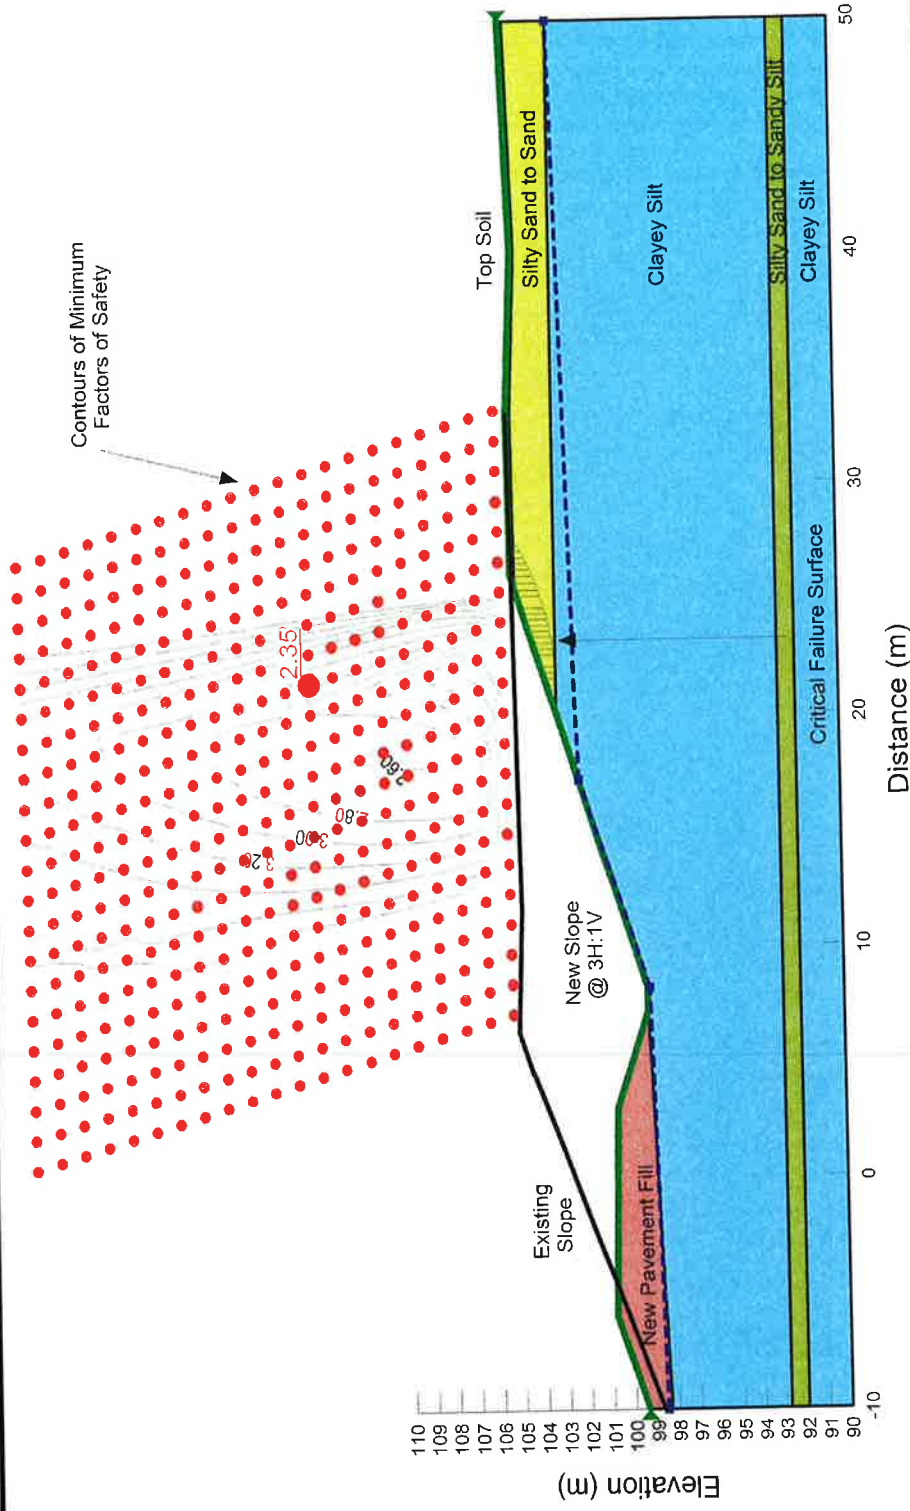 Contours of Minimum
Factors of Safety
2.35
2.60
2.80
3.00
3.20
Top Soil
Silty Sand to Sand
Clayey Silt
Silty Sand to Sandy Silt
Clayey Silt
Critical Failure Surface
New Slope
@ 3H:1V
Existing
Slope
New Pavement Fill
110
109
108
107
106
105
104
103
102
101
100
99
98
97
96
95
94
93
92
91
90
Elevation (m)
-10
0
10
20
30
40
50
Distance (m)